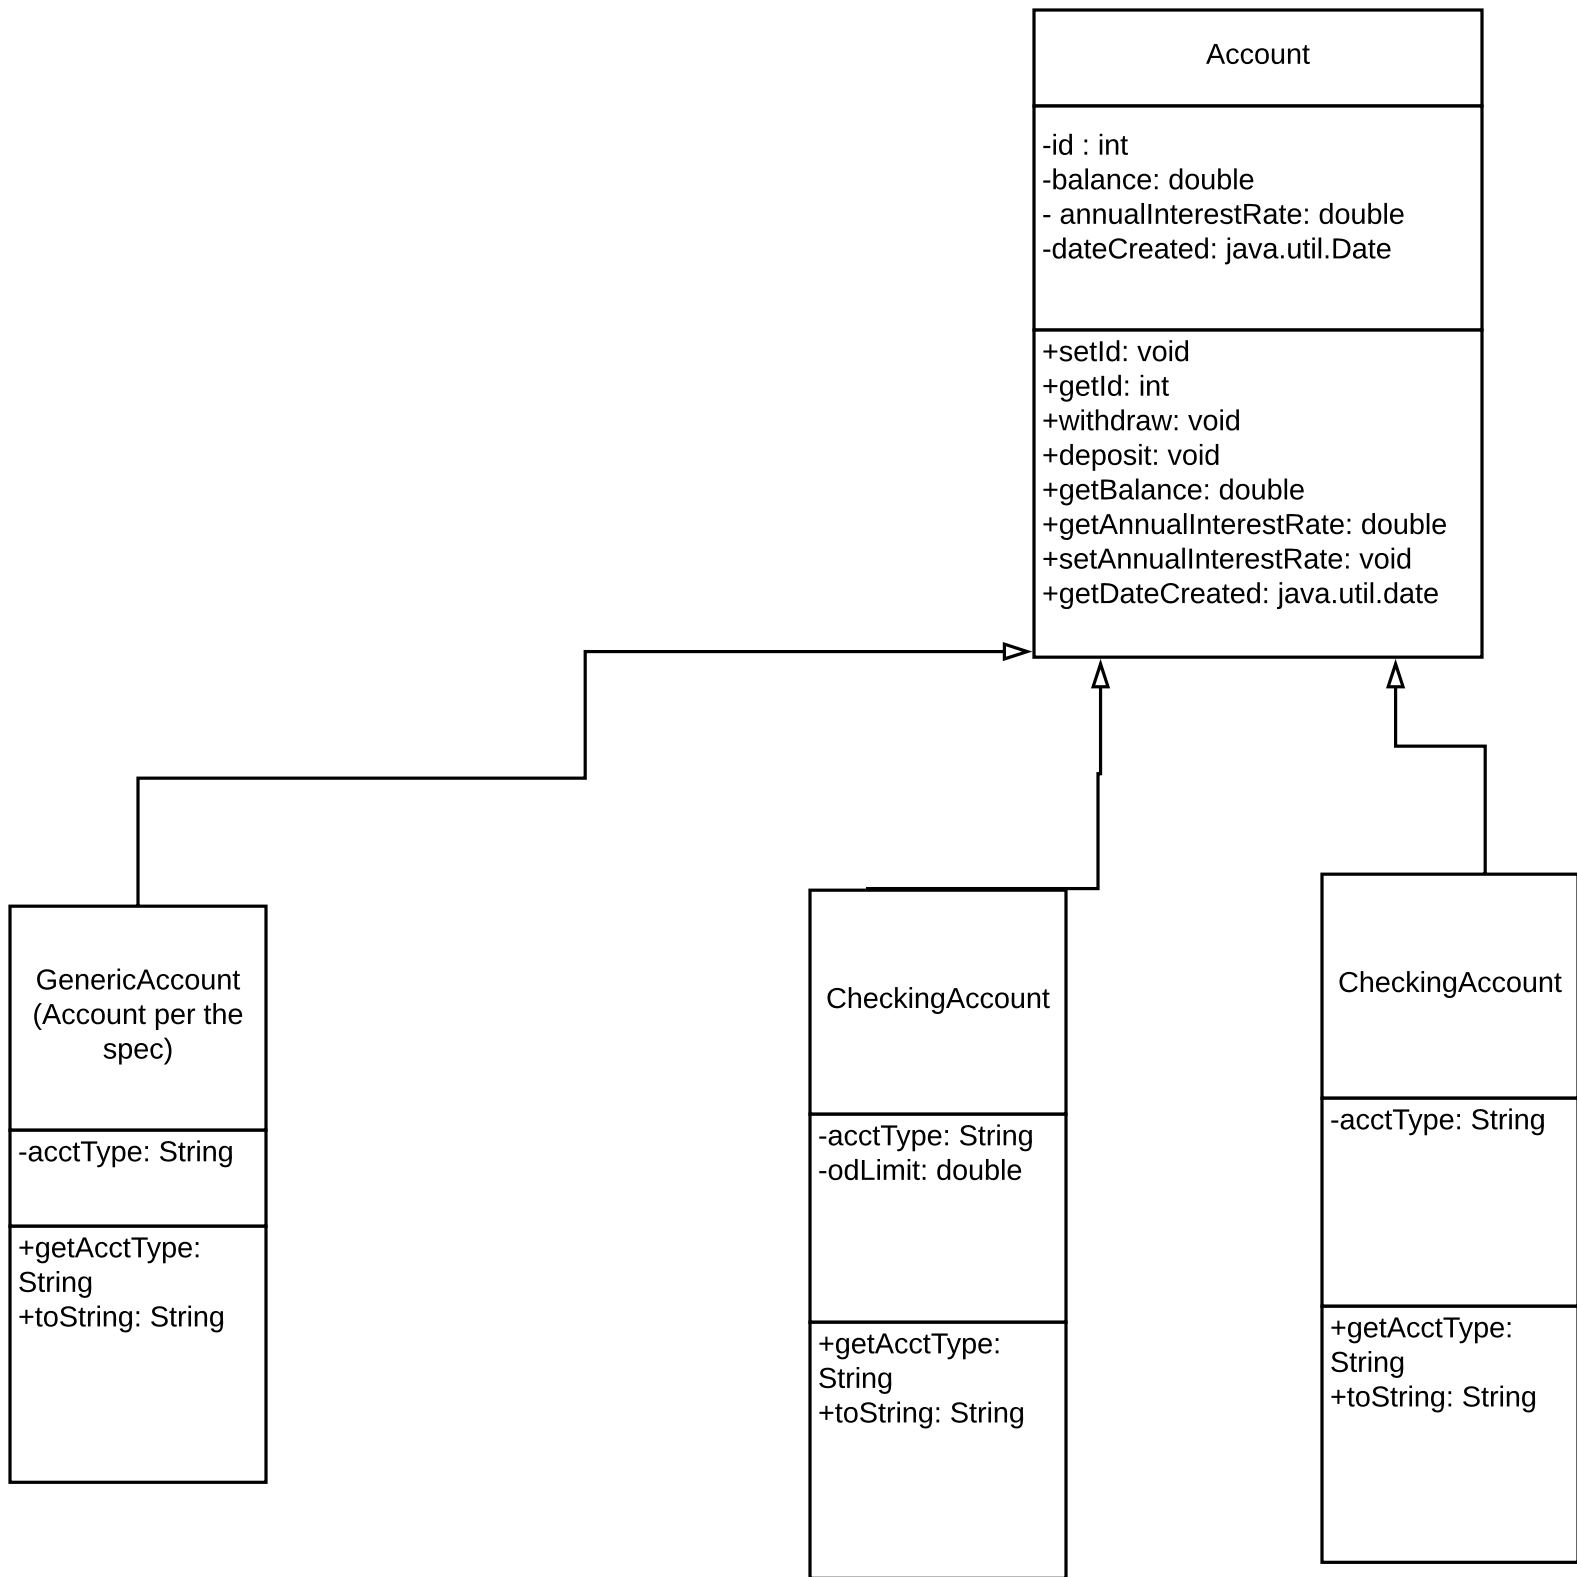 Account
-id : int
-balance: double
- annualInterestRate: double
-dateCreated: java.util.Date
+setId: void
+getId: int
+withdraw: void
+deposit: void
+getBalance: double
+getAnnualInterestRate: double
+setAnnualInterestRate: void
+getDateCreated: java.util.date
GenericAccount
(Account per the
spec)
-acctType: String
+getAcctType:
String
+toString: String
CheckingAccount
-acctType: String
-odLimit: double
+getAcctType:
String
+toString: String
CheckingAccount
-acctType: String
+getAcctType:
String
+toString: String